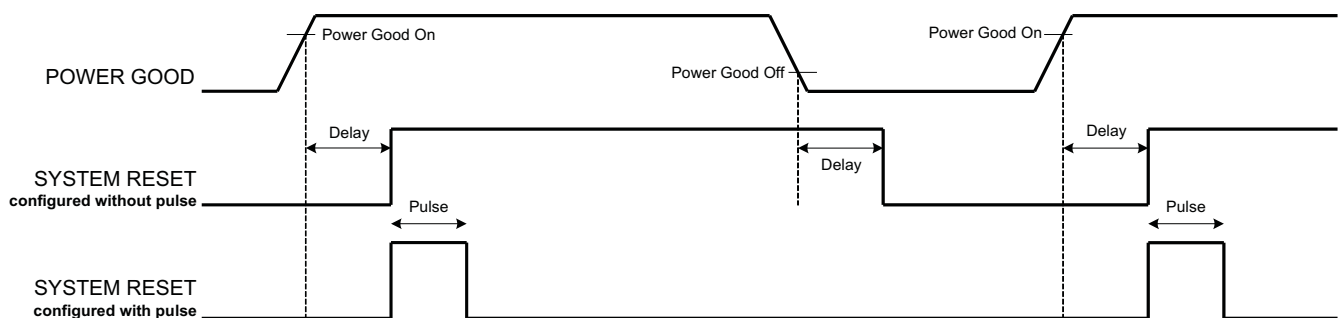 Power Good On
Power Good On
POWER GOOD
Power Good Off
Delay
Delay
Delay
SYSTEM RESET
configured without pulse
Pulse
Pulse
SYSTEM RESET
configured with pulse